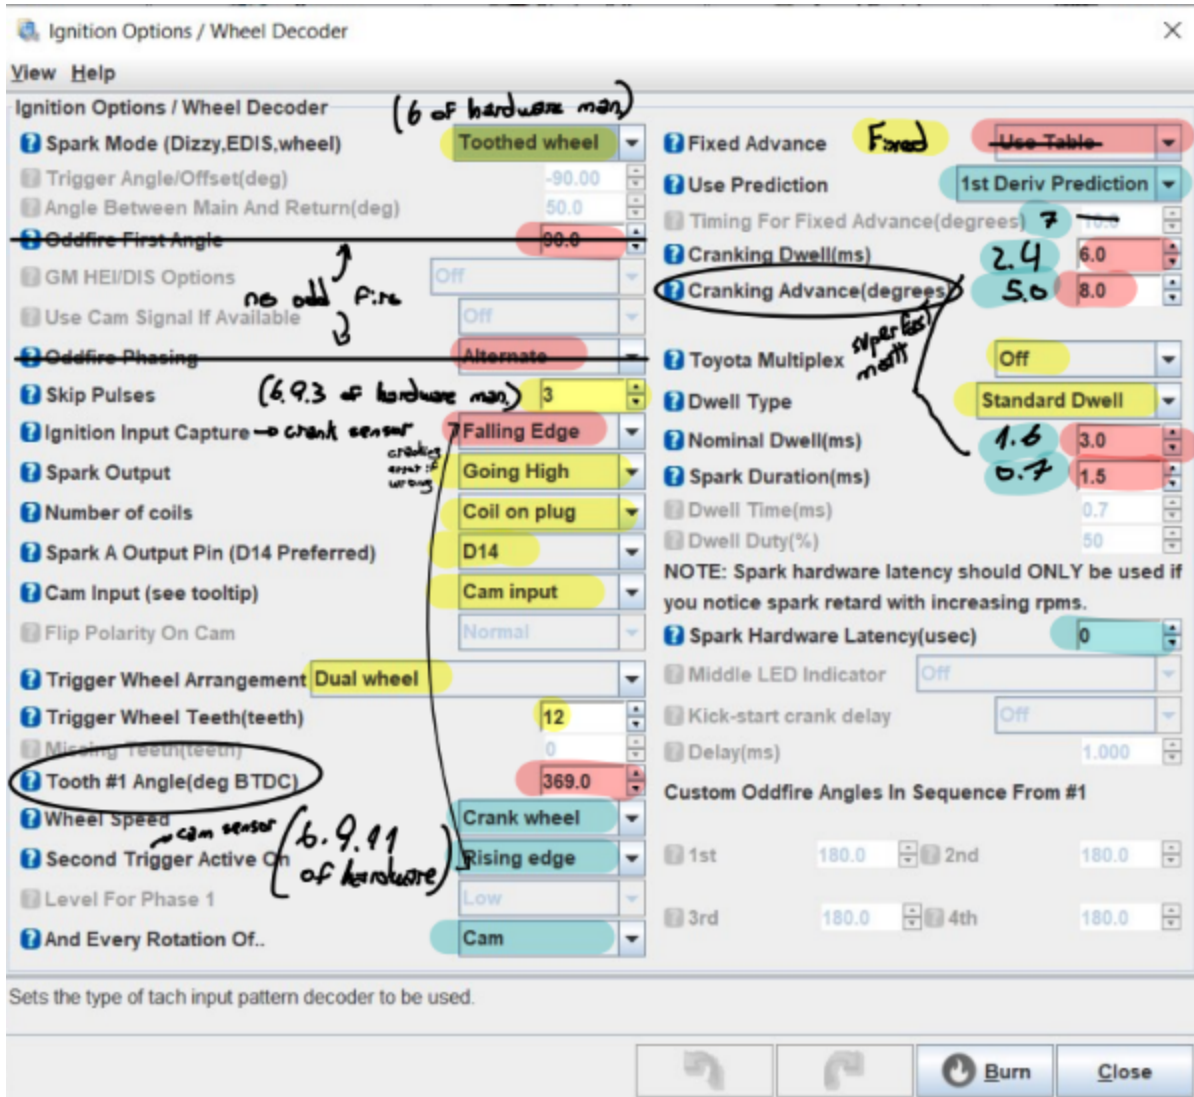 Ignition Options / Wheel Decoder
View Help
Ignition Options / Wheel Decoder
(6 of hardware man.)
Spark Mode (Dizzy,EDIS,wheel) Toothed wheel
Trigger Angle/Offset(deg) -90.00
Angle Between Main And Return(deg) 50.0
Oddfire First Angle 90.0
GM HEI/DIS Options Off
no odd fire
Use Cam Signal If Available Off
Oddfire Phasing Alternate
Skip Pulses (6.9.3 of hardware man.) 3
Ignition Input Capture → crank sensor Falling Edge
creating error if wrong
Spark Output Going High
Number of coils Coil on plug
Spark A Output Pin (D14 Preferred) D14
Cam Input (see tooltip) Cam input
Flip Polarity On Cam Normal
Trigger Wheel Arrangement Dual wheel
Trigger Wheel Teeth(teeth) 12
Missing Teeth(teeth) 0
Tooth #1 Angle(deg BTDC) 369.0
Wheel Speed Crank wheel
→ cam sensor (6.9.11 of hardware)
Second Trigger Active On Rising edge
Level For Phase 1 Low
And Every Rotation Of.. Cam
Fixed Advance Fixed Use Table
Use Prediction 1st Deriv Prediction
Timing For Fixed Advance(degrees) 7 10.0
Cranking Dwell(ms) 2.4 6.0
Cranking Advance(degrees) 5.0 8.0
Toyota Multiplex Off
Dwell Type Standard Dwell
Nominal Dwell(ms) 1.6 3.0
Spark Duration(ms) 0.7 1.5
Dwell Time(ms) 0.7
Dwell Duty(%) 50
NOTE: Spark hardware latency should ONLY be used if
you notice spark retard with increasing rpms.
Spark Hardware Latency(usec) 0
Middle LED Indicator Off
Kick-start crank delay Off
Delay(ms) 1.000
Custom Oddfire Angles In Sequence From #1
1st 180.0 2nd 180.0
3rd 180.0 4th 180.0
Sets the type of tach input pattern decoder to be used.
Burn Close